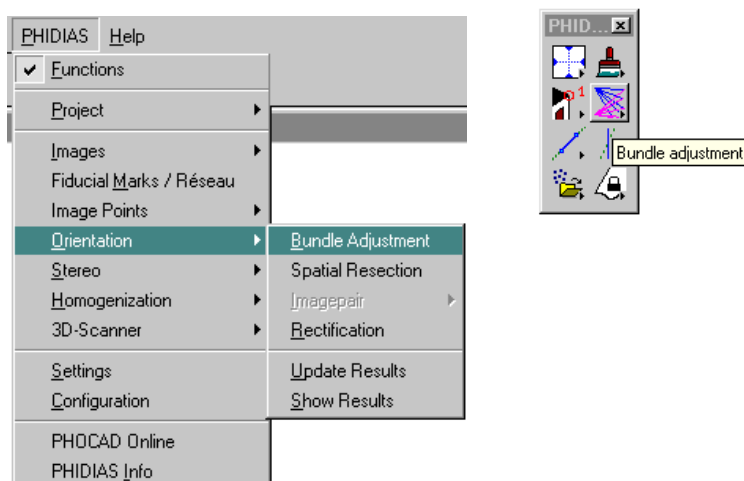 PHIDIAS Help
Functions
Project
Images
Fiducial Marks / Réseau
Image Points
Orientation
Stereo
Homogenization
3D-Scanner
Settings
Configuration
PHOCAD Online
PHIDIAS Info
Bundle Adjustment
Spatial Resection
Imagepair
Rectification
Update Results
Show Results
PHID...
1
Bundle adjustment